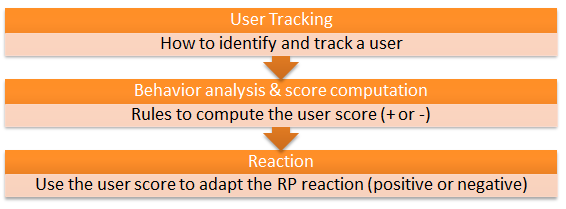 User Tracking
How to identify and track a user
Behavior analysis & score computation
Rules to compute the user score (+ or -)
Reaction
Use the user score to adapt the RP reaction (positive or negative)